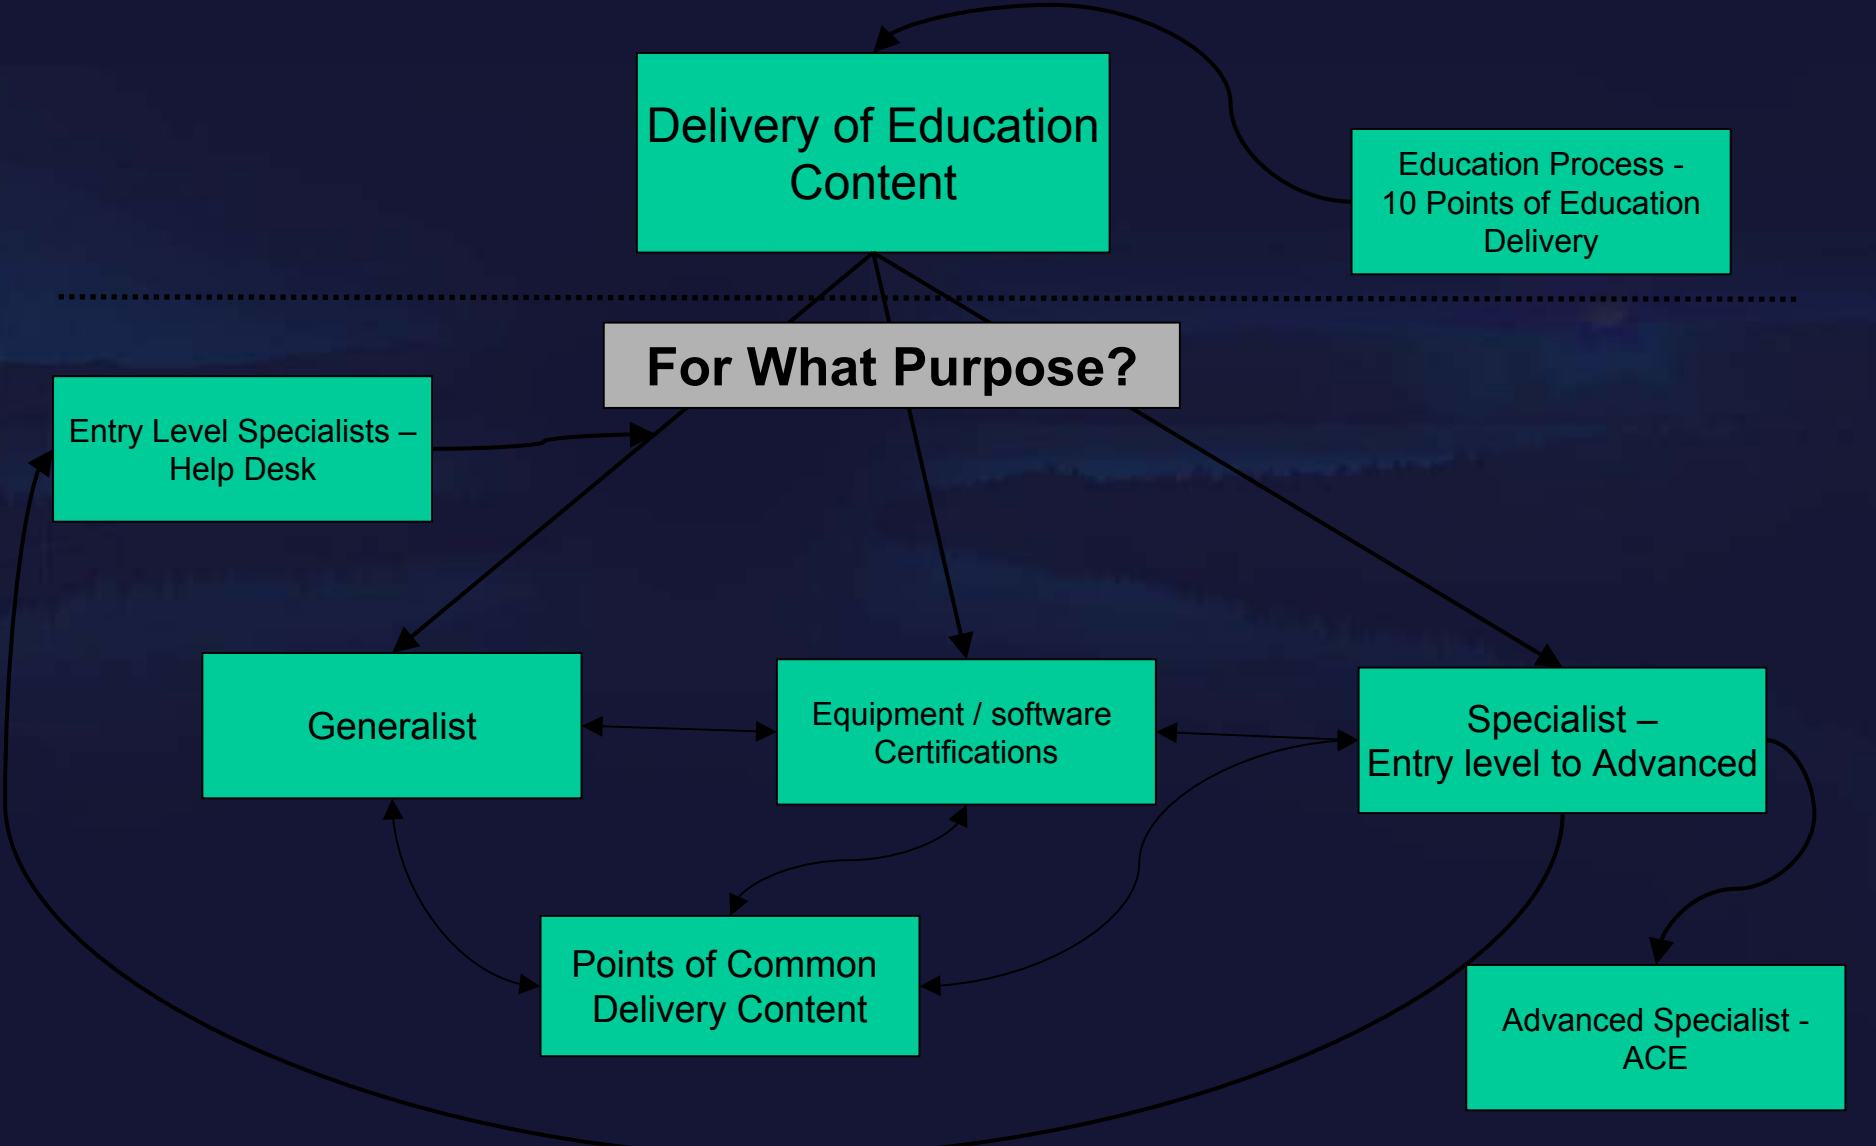 Delivery of Education
Content
Education Process -
10 Points of Education
Delivery
For What Purpose?
Entry Level Specialists –
Help Desk
Generalist
Equipment / software
Certifications
Specialist –
Entry level to Advanced
Points of Common
Delivery Content
Advanced Specialist -
ACE